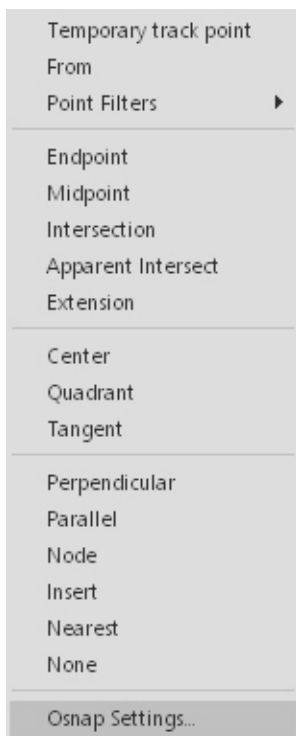 Temporary track point
From
Point Filters
Endpoint
Midpoint
Intersection
Apparent Intersect
Extension
Center
Quadrant
Tangent
Perpendicular
Parallel
Node
Insert
Nearest
None
Osnap Settings...